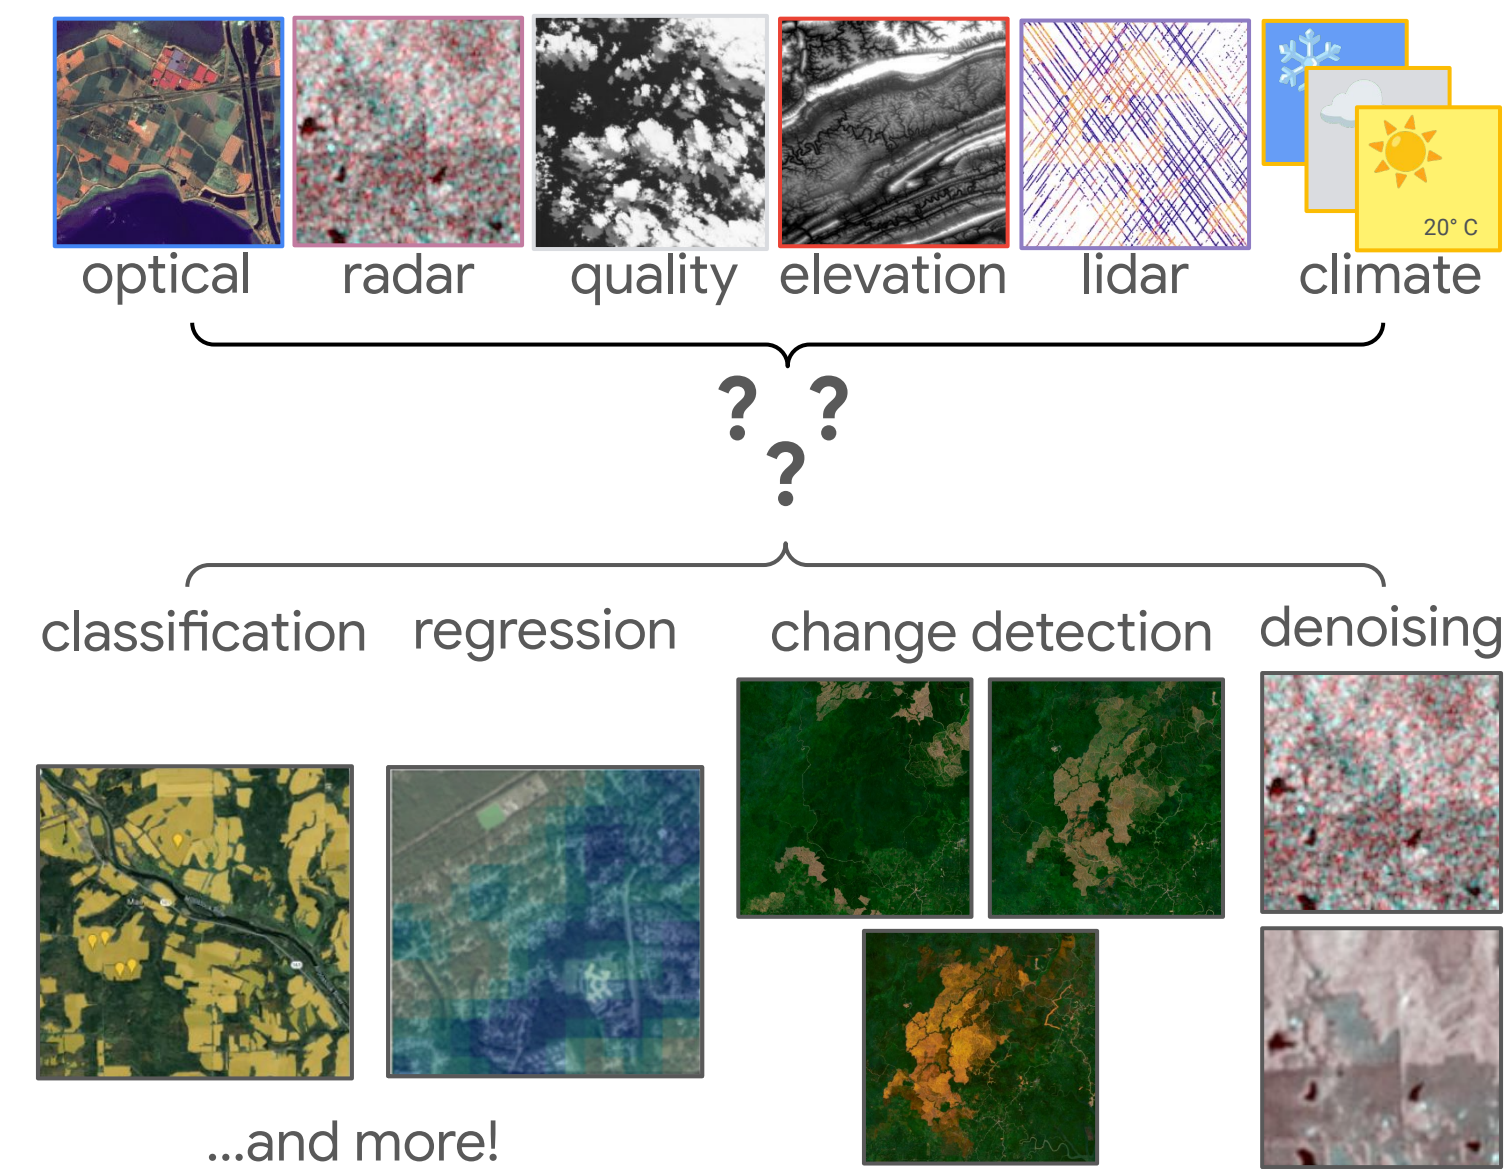 20° C
optical radar quality elevation lidar climate
? ?
?
classification regression change detection denoising
...and more!